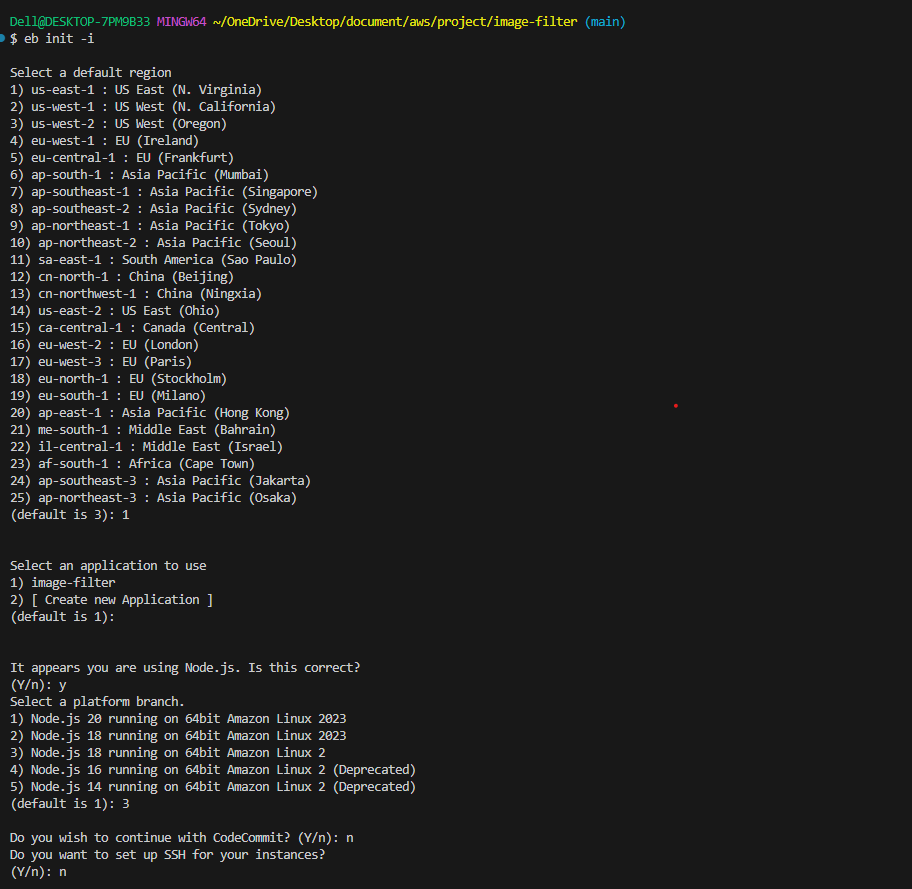 Dell@DESKTOP-7PM9B33 MINGW64 ~/OneDrive/Desktop/document/aws/project/image-filter (main)
$ eb init -i
Select a default region
1) us-east-1 : US East (N. Virginia)
2) us-west-1 : US West (N. California)
3) us-west-2 : US West (Oregon)
4) eu-west-1 : EU (Ireland)
5) eu-central-1 : EU (Frankfurt)
6) ap-south-1 : Asia Pacific (Mumbai)
7) ap-southeast-1 : Asia Pacific (Singapore)
8) ap-southeast-2 : Asia Pacific (Sydney)
9) ap-northeast-1 : Asia Pacific (Tokyo)
10) ap-northeast-2 : Asia Pacific (Seoul)
11) sa-east-1 : South America (Sao Paulo)
12) cn-north-1 : China (Beijing)
13) cn-northwest-1 : China (Ningxia)
14) us-east-2 : US East (Ohio)
15) ca-central-1 : Canada (Central)
16) eu-west-2 : EU (London)
17) eu-west-3 : EU (Paris)
18) eu-north-1 : EU (Stockholm)
19) eu-south-1 : EU (Milano)
20) ap-east-1 : Asia Pacific (Hong Kong)
21) me-south-1 : Middle East (Bahrain)
22) il-central-1 : Middle East (Israel)
23) af-south-1 : Africa (Cape Town)
24) ap-southeast-3 : Asia Pacific (Jakarta)
25) ap-northeast-3 : Asia Pacific (Osaka)
(default is 3): 1
Select an application to use
1) image-filter
2) [ Create new Application ]
(default is 1):
It appears you are using Node.js. Is this correct?
(Y/n): y
Select a platform branch.
1) Node.js 20 running on 64bit Amazon Linux 2023
2) Node.js 18 running on 64bit Amazon Linux 2023
3) Node.js 18 running on 64bit Amazon Linux 2
4) Node.js 16 running on 64bit Amazon Linux 2 (Deprecated)
5) Node.js 14 running on 64bit Amazon Linux 2 (Deprecated)
(default is 1): 3
Do you wish to continue with CodeCommit? (Y/n): n
Do you want to set up SSH for your instances?
(Y/n): n